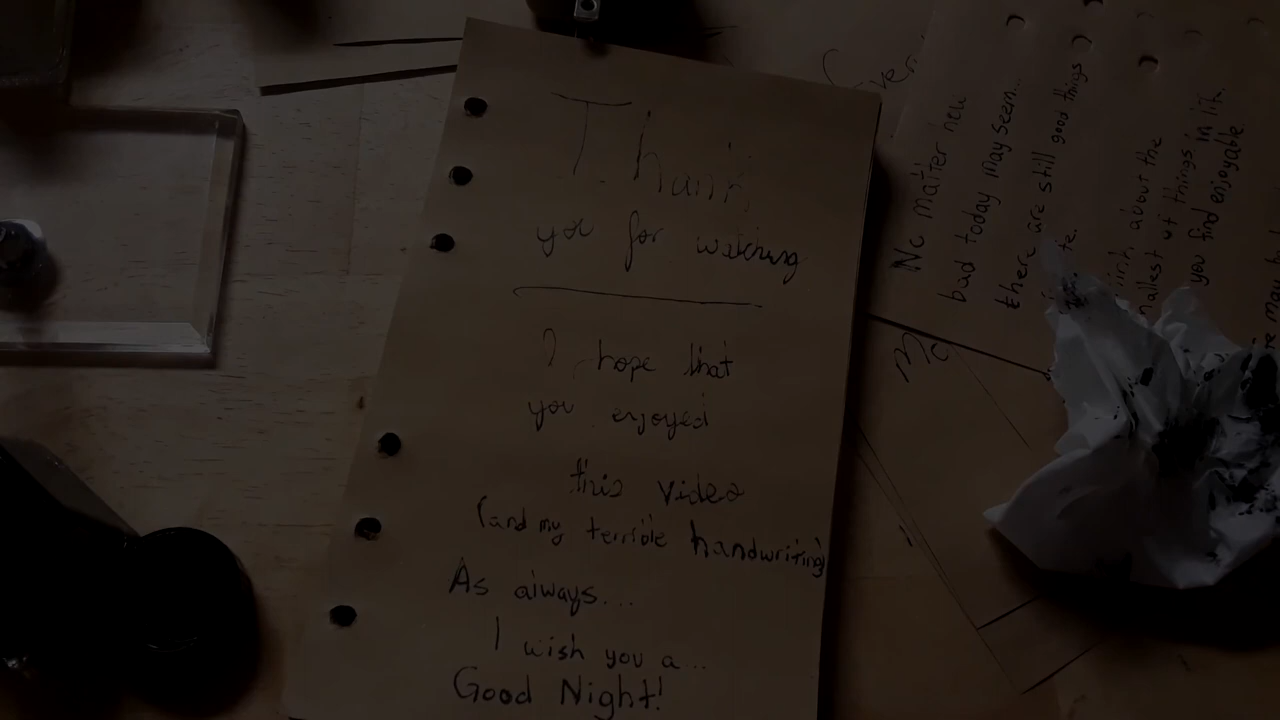 Thank
you for watching
I hope that
you enjoyed
this video
(and my terrible handwriting)
As always...
I wish you a...
Good Night!
No matter how
bad today may seem...
there are still good things
about the
of things in life
you find enjoyable